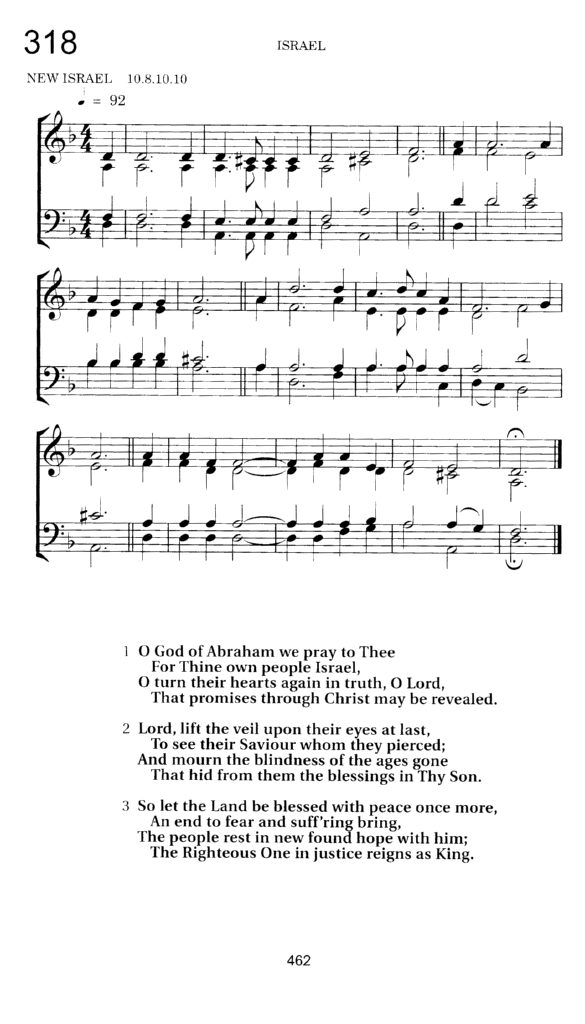 318
ISRAEL
NEW ISRAEL 10.8.10.10
♩ = 92
1 O God of Abraham we pray to Thee
For Thine own people Israel,
O turn their hearts again in truth, O Lord,
That promises through Christ may be revealed.
2 Lord, lift the veil upon their eyes at last,
To see their Saviour whom they pierced;
And mourn the blindness of the ages gone
That hid from them the blessings in Thy Son.
3 So let the Land be blessed with peace once more,
An end to fear and suff'ring bring,
The people rest in new found hope with him;
The Righteous One in justice reigns as King.
462